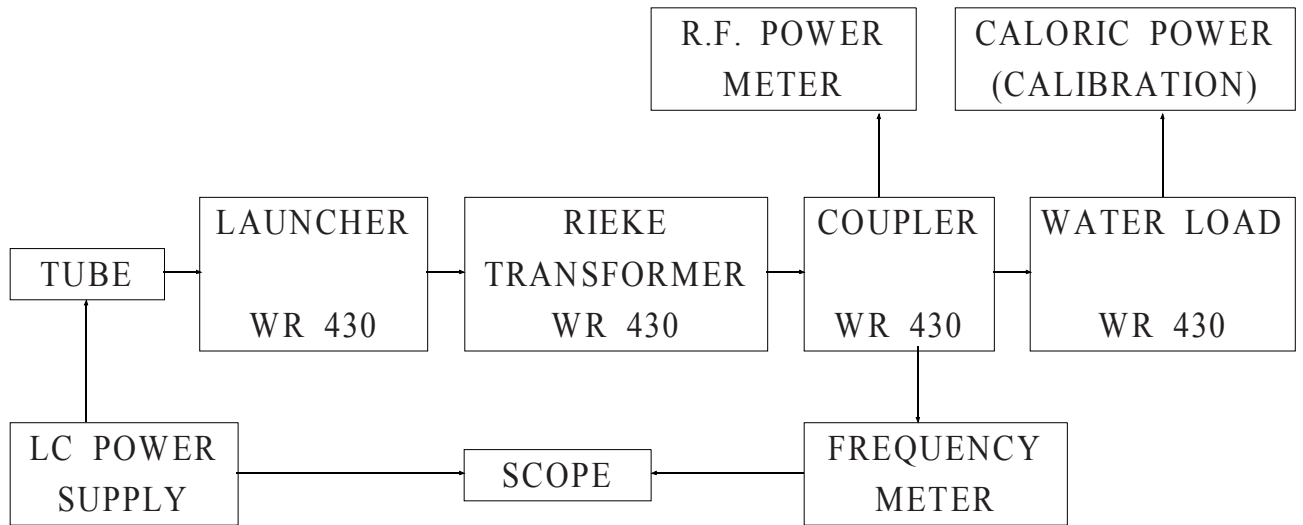 R.F. POWER
METER
CALORIC POWER
(CALIBRATION)
TUBE
LAUNCHER
WR 430
RIEKE
TRANSFORMER
WR 430
COUPLER
WR 430
WATER LOAD
WR 430
LC POWER
SUPPLY
SCOPE
FREQUENCY
METER